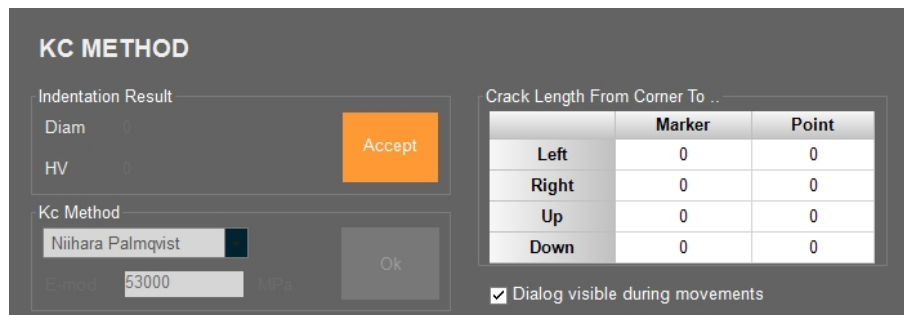 KC METHOD
Indentation Result
Diam 0
HV 0
Accept
Kc Method
Niihara Palmqvist
E-mod 53000 MPa
Ok
Crack Length From Corner To ..
Marker Point
Left 0 0
Right 0 0
Up 0 0
Down 0 0
Dialog visible during movements